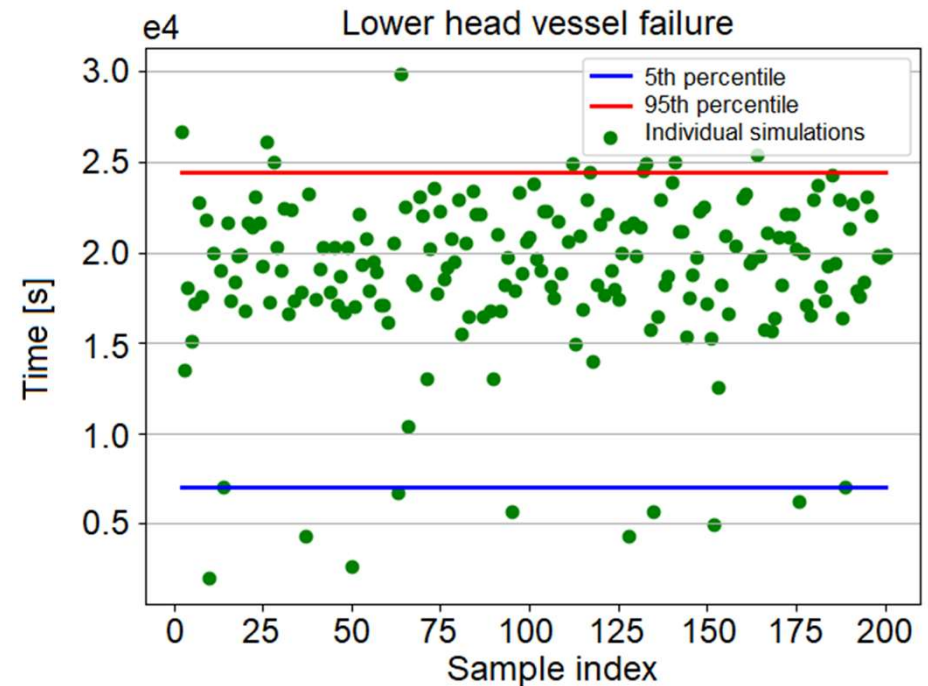 Lower head vessel failure
e4
3.0
2.5
2.0
1.5
1.0
0.5
Time [s]
5th percentile
95th percentile
Individual simulations
0 25 50 75 100 125 150 175 200
Sample index